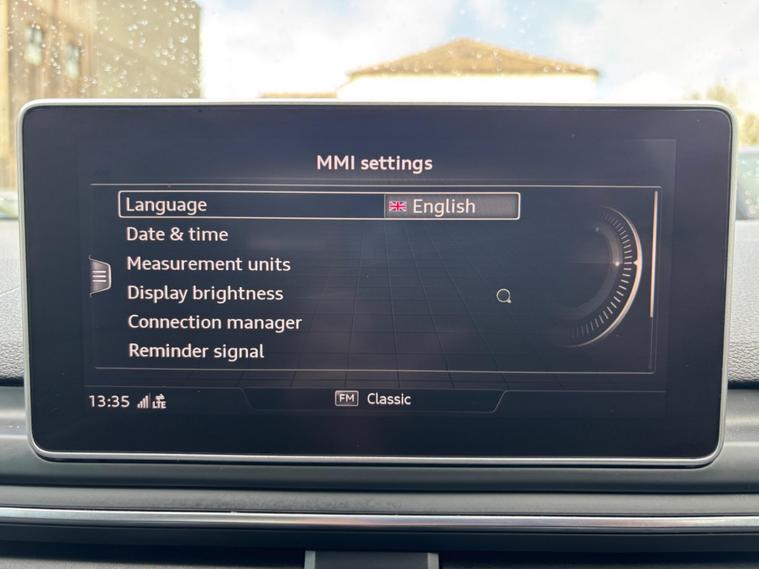 MMI settings
Language English
Date & time
Measurement units
Display brightness
Connection manager
Reminder signal
13:35 LTE FM Classic